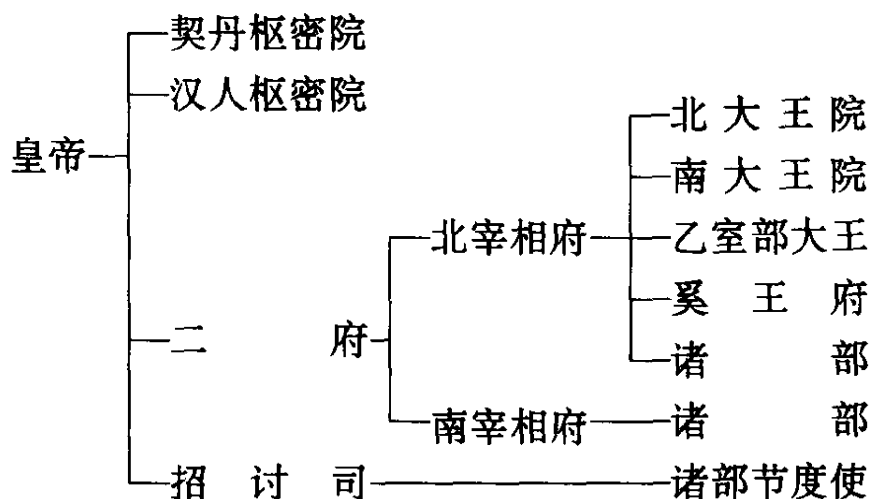 契丹枢密院
汉人枢密院
北大王院
皇帝
南大王院
北宰相府
乙室部大王
奚王府
二府
诸部
南宰相府
诸部
招讨司
诸部节度使